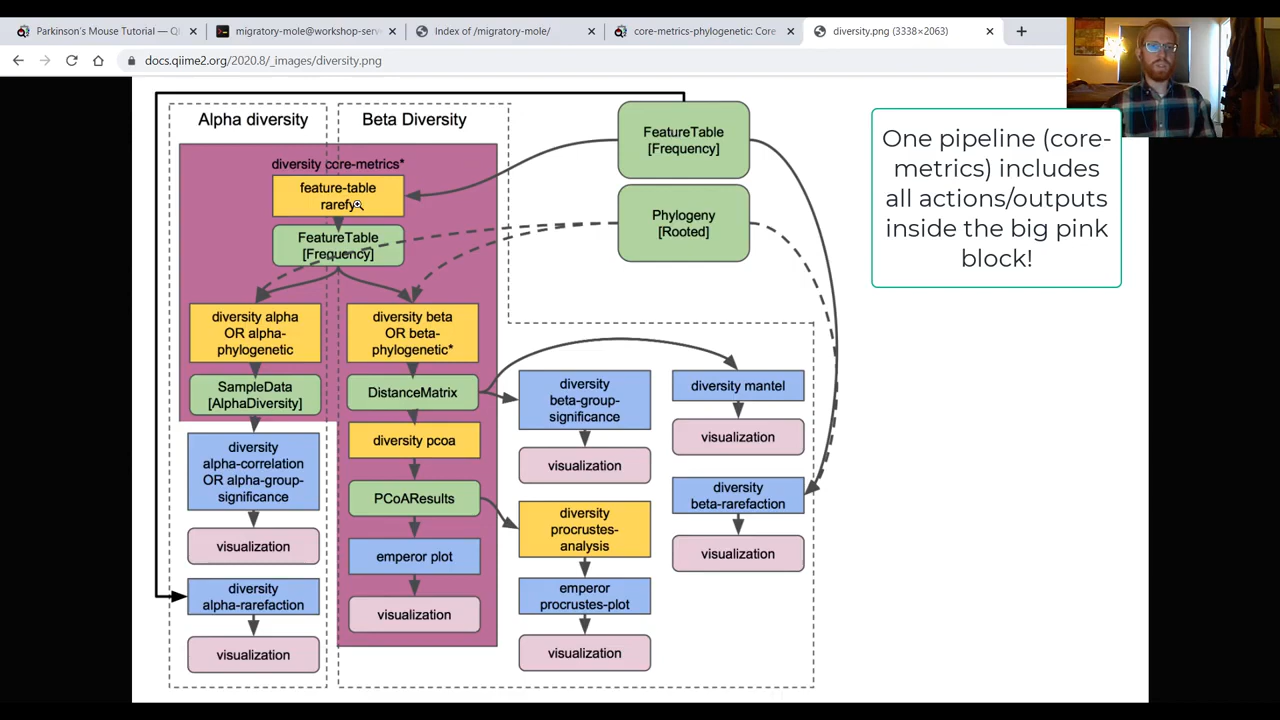 Parkinson's Mouse Tutorial — QI
migratory-mole@workshop-serv
Index of /migratory-mole/
core-metrics-phylogenetic: Core
diversity.png (3338×2063)
docs.qiime2.org/2020.8/_images/diversity.png
Alpha diversity
Beta Diversity
diversity core-metrics*
feature-table
rarefy
FeatureTable
[Frequency]
FeatureTable
[Frequency]
Phylogeny
[Rooted]
One pipeline (core-
metrics) includes
all actions/outputs
inside the big pink
block!
diversity alpha
OR alpha-
phylogenetic
SampleData
[AlphaDiversity]
diversity
alpha-correlation
OR alpha-group-
significance
visualization
diversity
alpha-rarefaction
visualization
diversity beta
OR beta-
phylogenetic*
DistanceMatrix
diversity pcoa
PCoAResults
emperor plot
visualization
diversity
beta-group-
significance
visualization
diversity
procrustes-
analysis
emperor
procrustes-plot
visualization
diversity mantel
visualization
diversity
beta-rarefaction
visualization